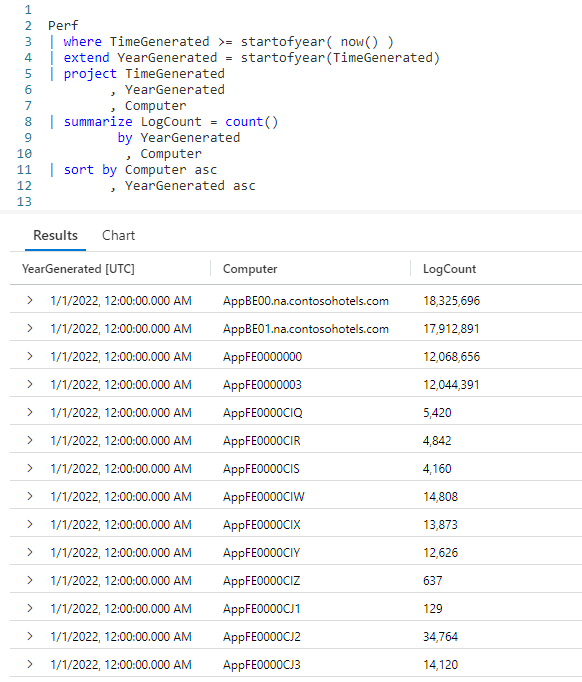 1
2 Perf
3 | where TimeGenerated >= startofyear( now() )
4 | extend YearGenerated = startofyear(TimeGenerated)
5 | project TimeGenerated
6 , YearGenerated
7 , Computer
8 | summarize LogCount = count()
9 by YearGenerated
10 , Computer
11 | sort by Computer asc
12 , YearGenerated asc
13
Results Chart
YearGenerated [UTC] Computer LogCount
> 1/1/2022, 12:00:00.000 AM AppBE00.na.contosohotels.com 18,325,696
> 1/1/2022, 12:00:00.000 AM AppBE01.na.contosohotels.com 17,912,891
> 1/1/2022, 12:00:00.000 AM AppFE0000000 12,068,656
> 1/1/2022, 12:00:00.000 AM AppFE0000003 12,044,391
> 1/1/2022, 12:00:00.000 AM AppFE0000CIQ 5,420
> 1/1/2022, 12:00:00.000 AM AppFE0000CIR 4,842
> 1/1/2022, 12:00:00.000 AM AppFE0000CIS 4,160
> 1/1/2022, 12:00:00.000 AM AppFE0000CIW 14,808
> 1/1/2022, 12:00:00.000 AM AppFE0000CIX 13,873
> 1/1/2022, 12:00:00.000 AM AppFE0000CIY 12,626
> 1/1/2022, 12:00:00.000 AM AppFE0000CIZ 637
> 1/1/2022, 12:00:00.000 AM AppFE0000CJ1 129
> 1/1/2022, 12:00:00.000 AM AppFE0000CJ2 34,764
> 1/1/2022, 12:00:00.000 AM AppFE0000CJ3 14,120